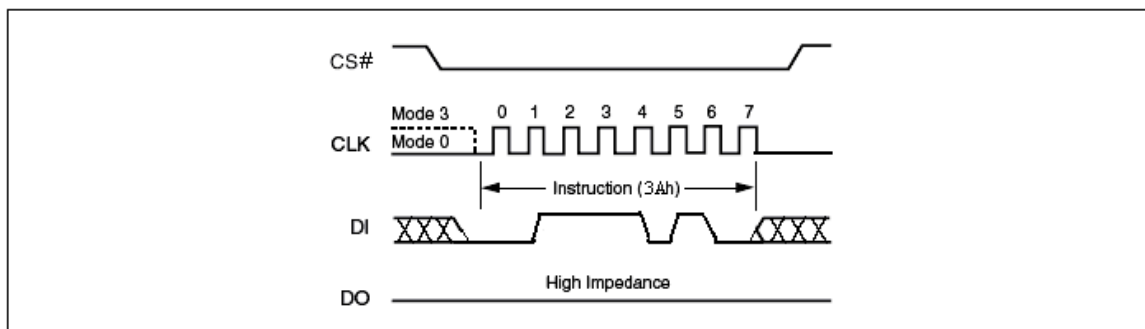 CS#
Mode 3 0 1 2 3 4 5 6 7
CLK Mode 0
Instruction (3Ah)
DI
High Impedance
DO